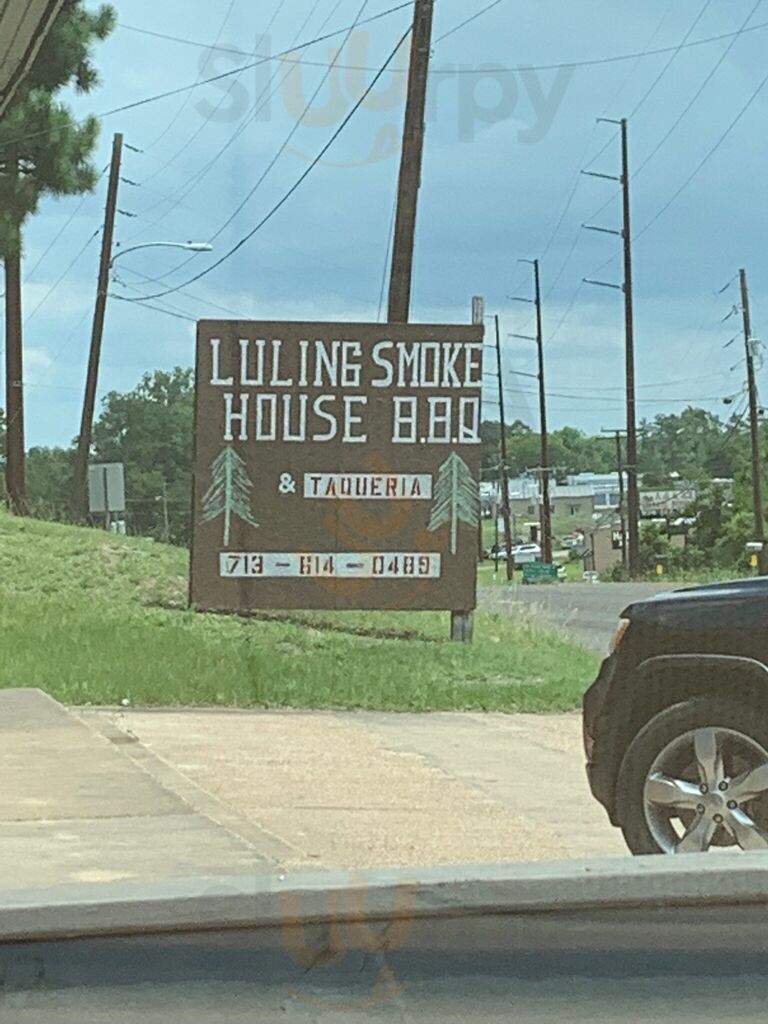 Sluurpy
LULING SMOKE
HOUSE B.B.Q
& TAQUERIA
713 - 614 - 0489